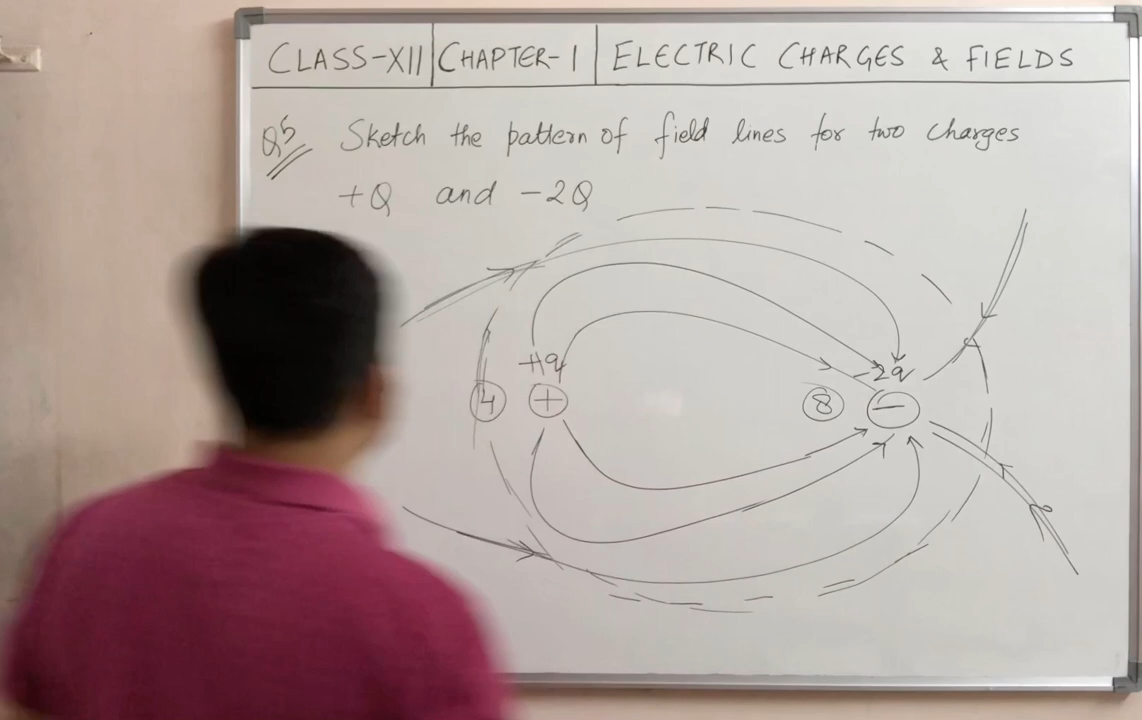 CLASS-XII CHAPTER-1 ELECTRIC CHARGES & FIELDS
Q5 Sketch the pattern of field lines for two charges
+Q and -2Q
+q -2q
4 + 8 -